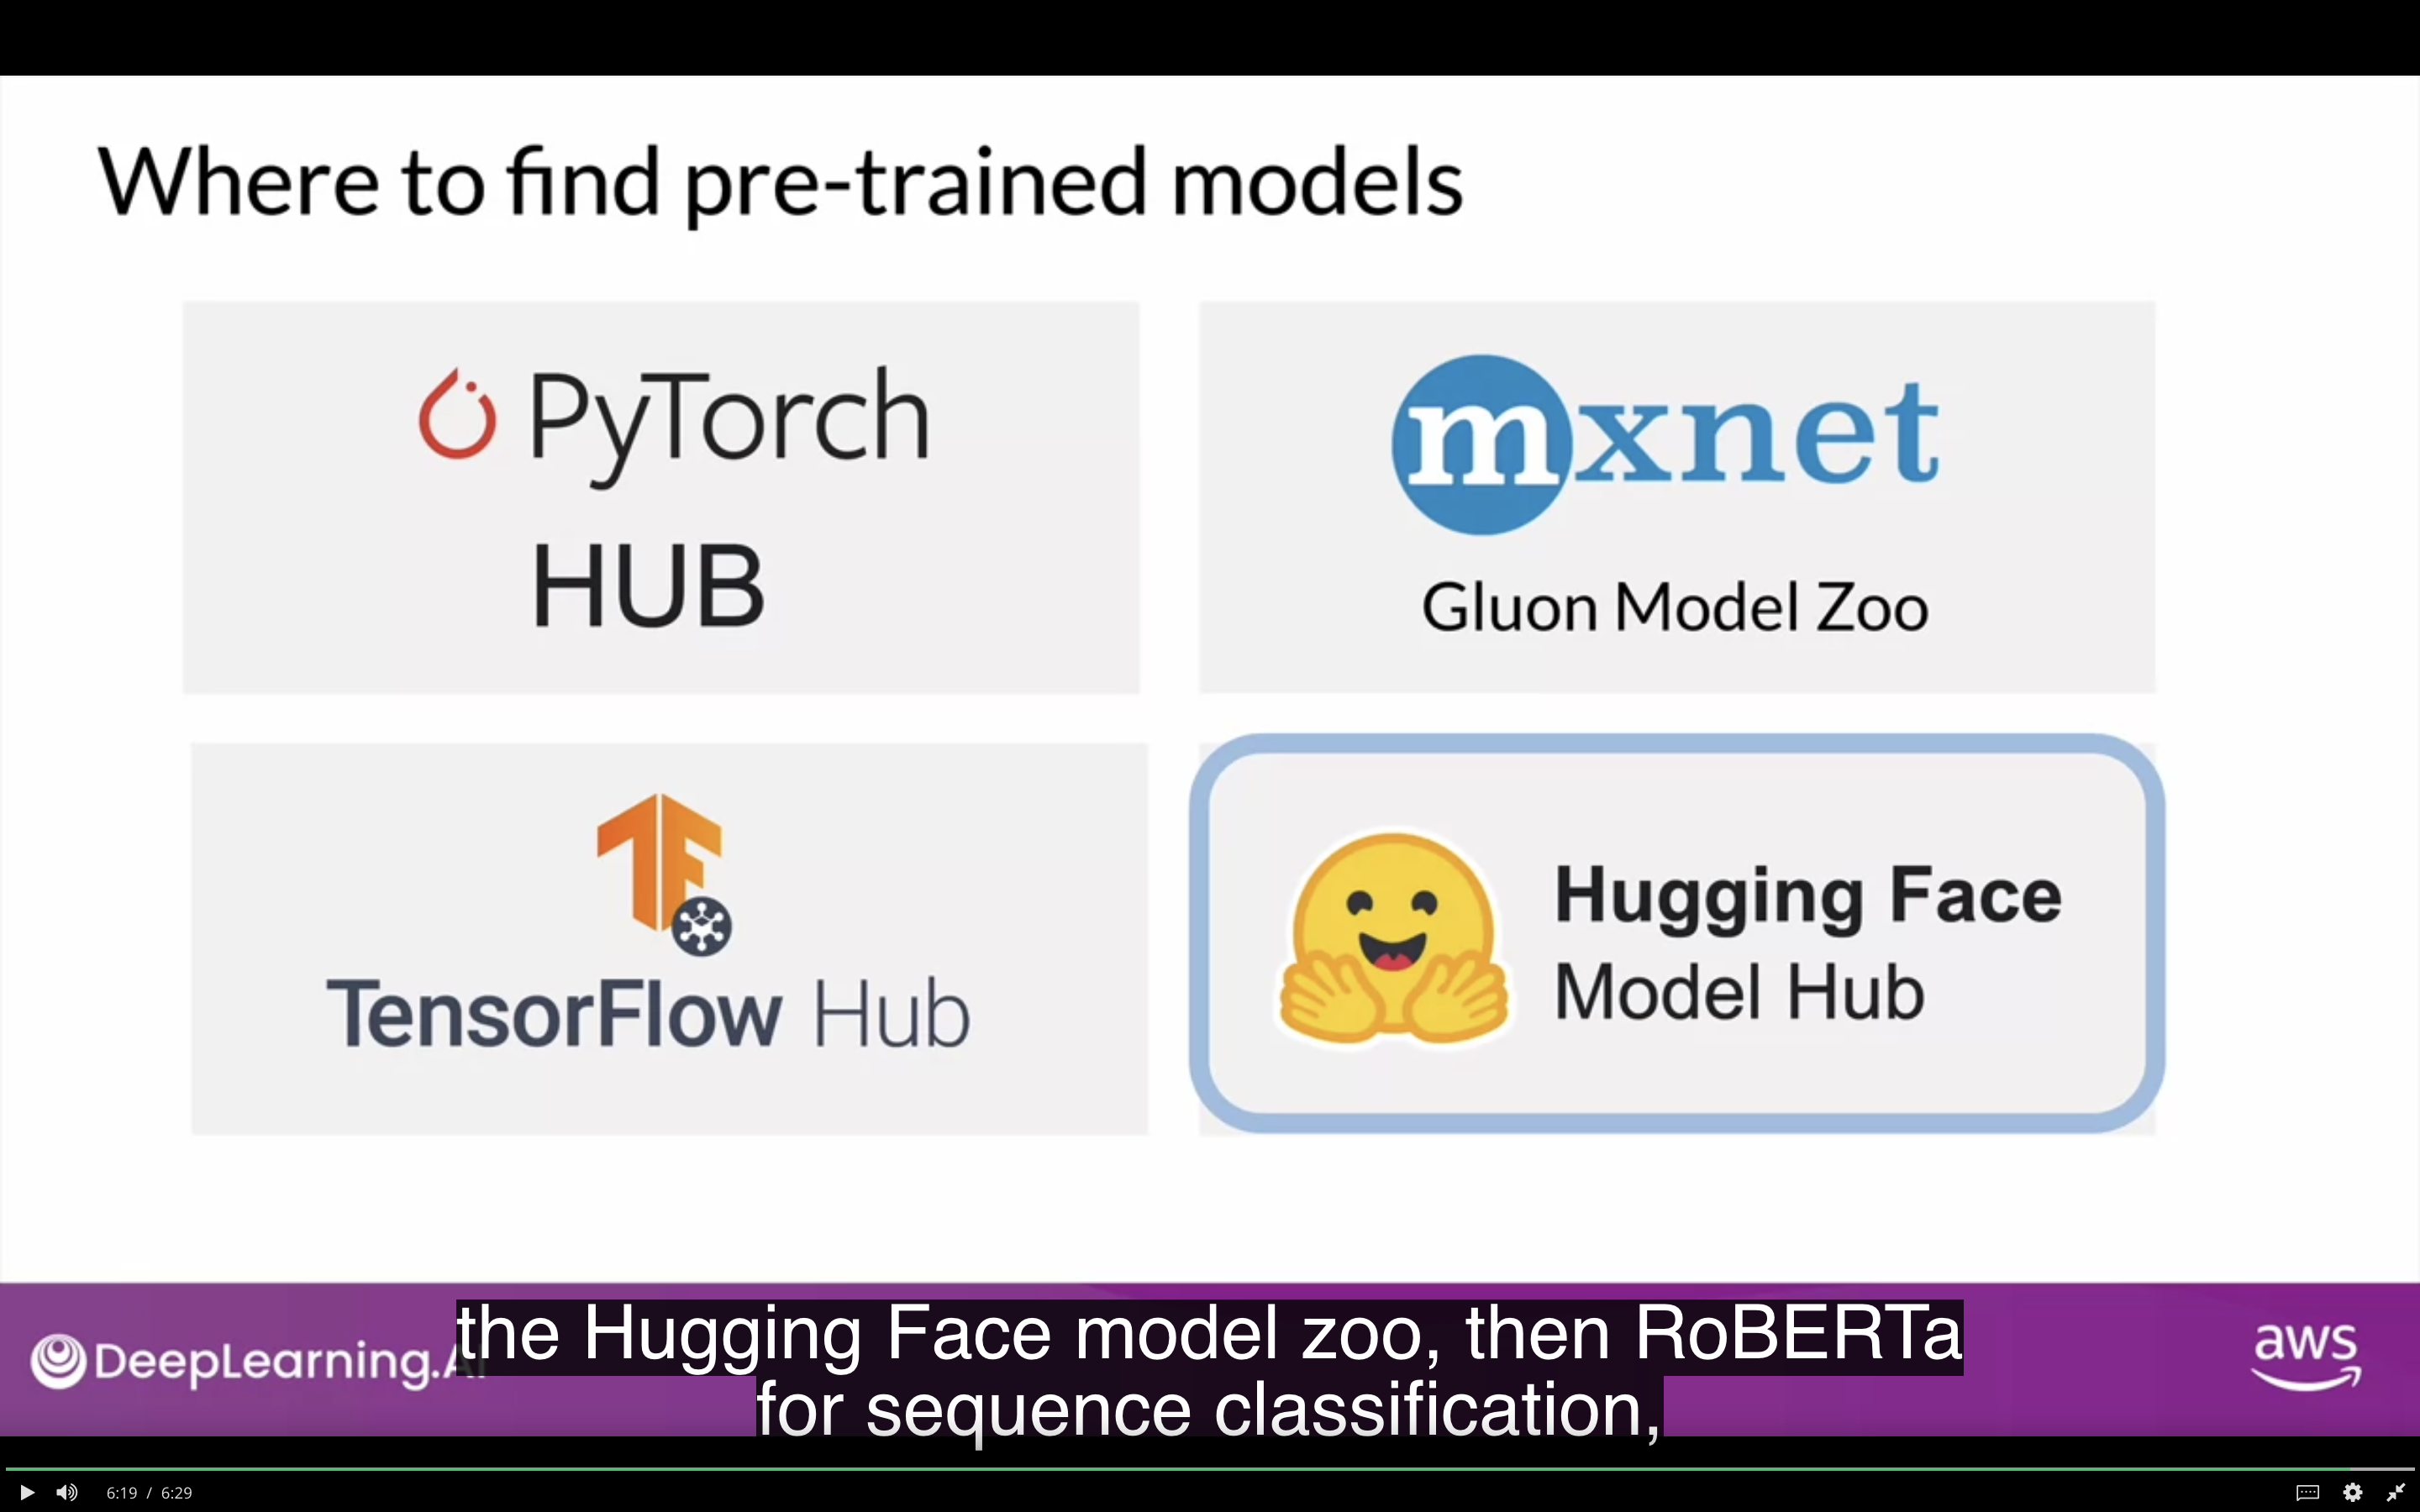 Where to find pre-trained models
PyTorch
HUB
mxnet
Gluon Model Zoo
TF
TensorFlow Hub
Hugging Face
Model Hub
DeepLearning.AI
the Hugging Face model zoo, then RoBERTa
for sequence classification,
aws
6:19 / 6:29